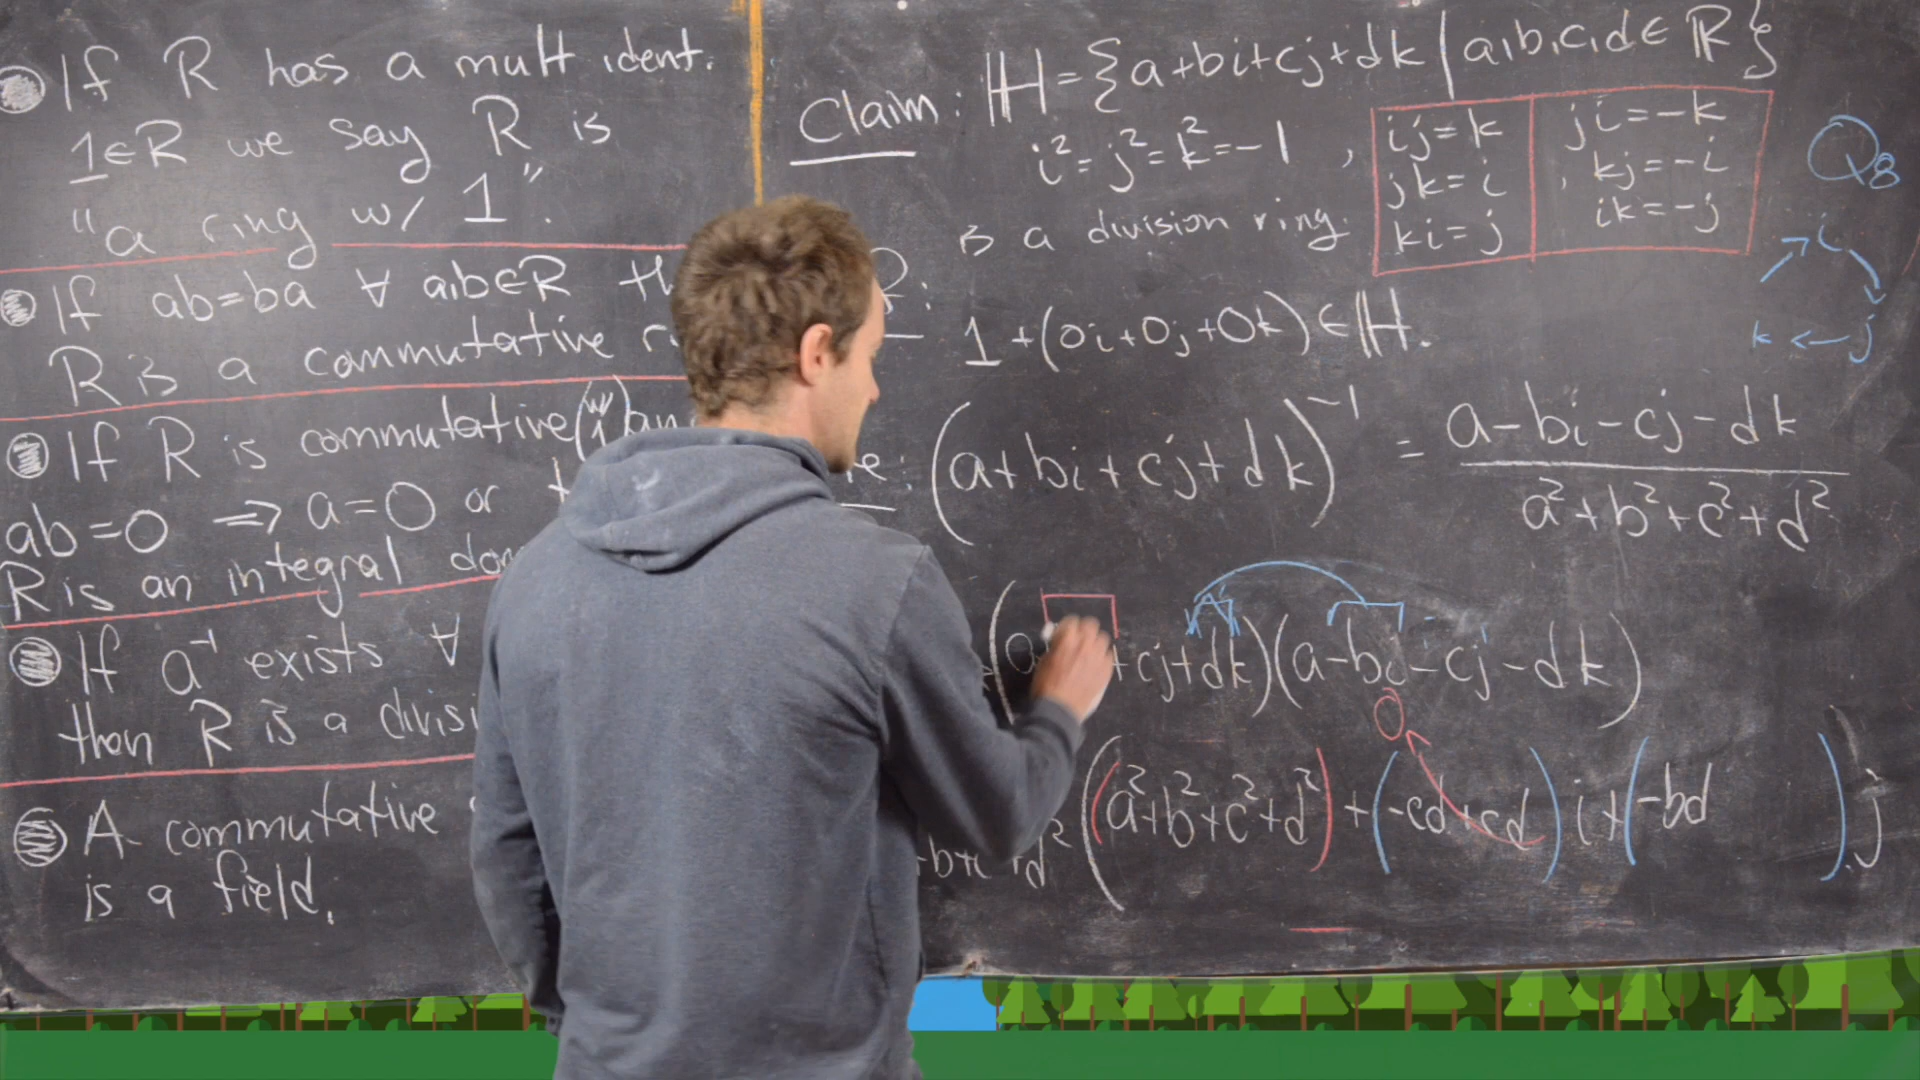 If R has a mult ident.
1∈R we say R is
"a ring w/ 1".
If ab=ba ∀ a,b∈R
R is a commutative
If R is commutative (w/ 1)
ab=0 ⇒ a=0 or
R is an integral
If a⁻¹ exists ∀
then R is a
A commutative
is a field.
Claim: ℍ={a+bi+cj+dk | a,b,c,d∈ℝ}
i²=j²=k²=-1 ,
ij=k , ji=-k
jk=i kj=-i
ki=j ik=-j
is a division ring.
Q₈
i
k ← j
1+(0i+0j+0k)∈ℍ.
: (a+bi+cj+dk)⁻¹ = (a-bi-cj-dk)/(a²+b²+c²+d²)
+cj+dk)(a-bi-cj-dk)
0
(a²+b²+c²+d²)+(-cd+cd)i+(-bd )j